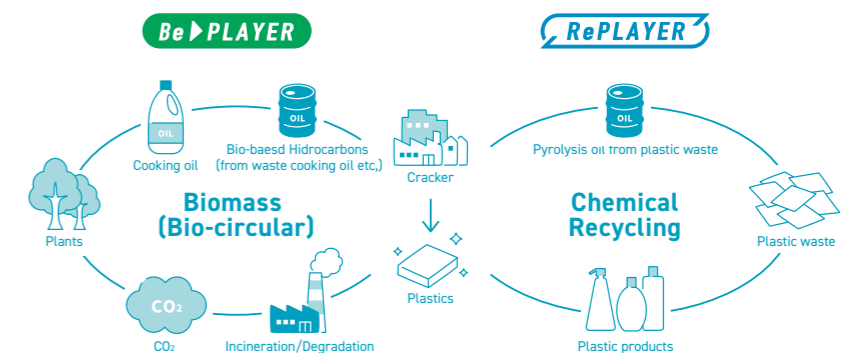 Be PLAYER
RePLAYER
OIL
Cooking oil
OIL
Bio-baesd Hidrocarbons
(from waste cooking oil etc,)
Cracker
OIL
Pyrolysis oil from plastic waste
Biomass
(Bio-circular)
Chemical
Recycling
Plants
Plastic waste
Plastics
CO₂
CO₂
Incineration/Degradation
Plastic products